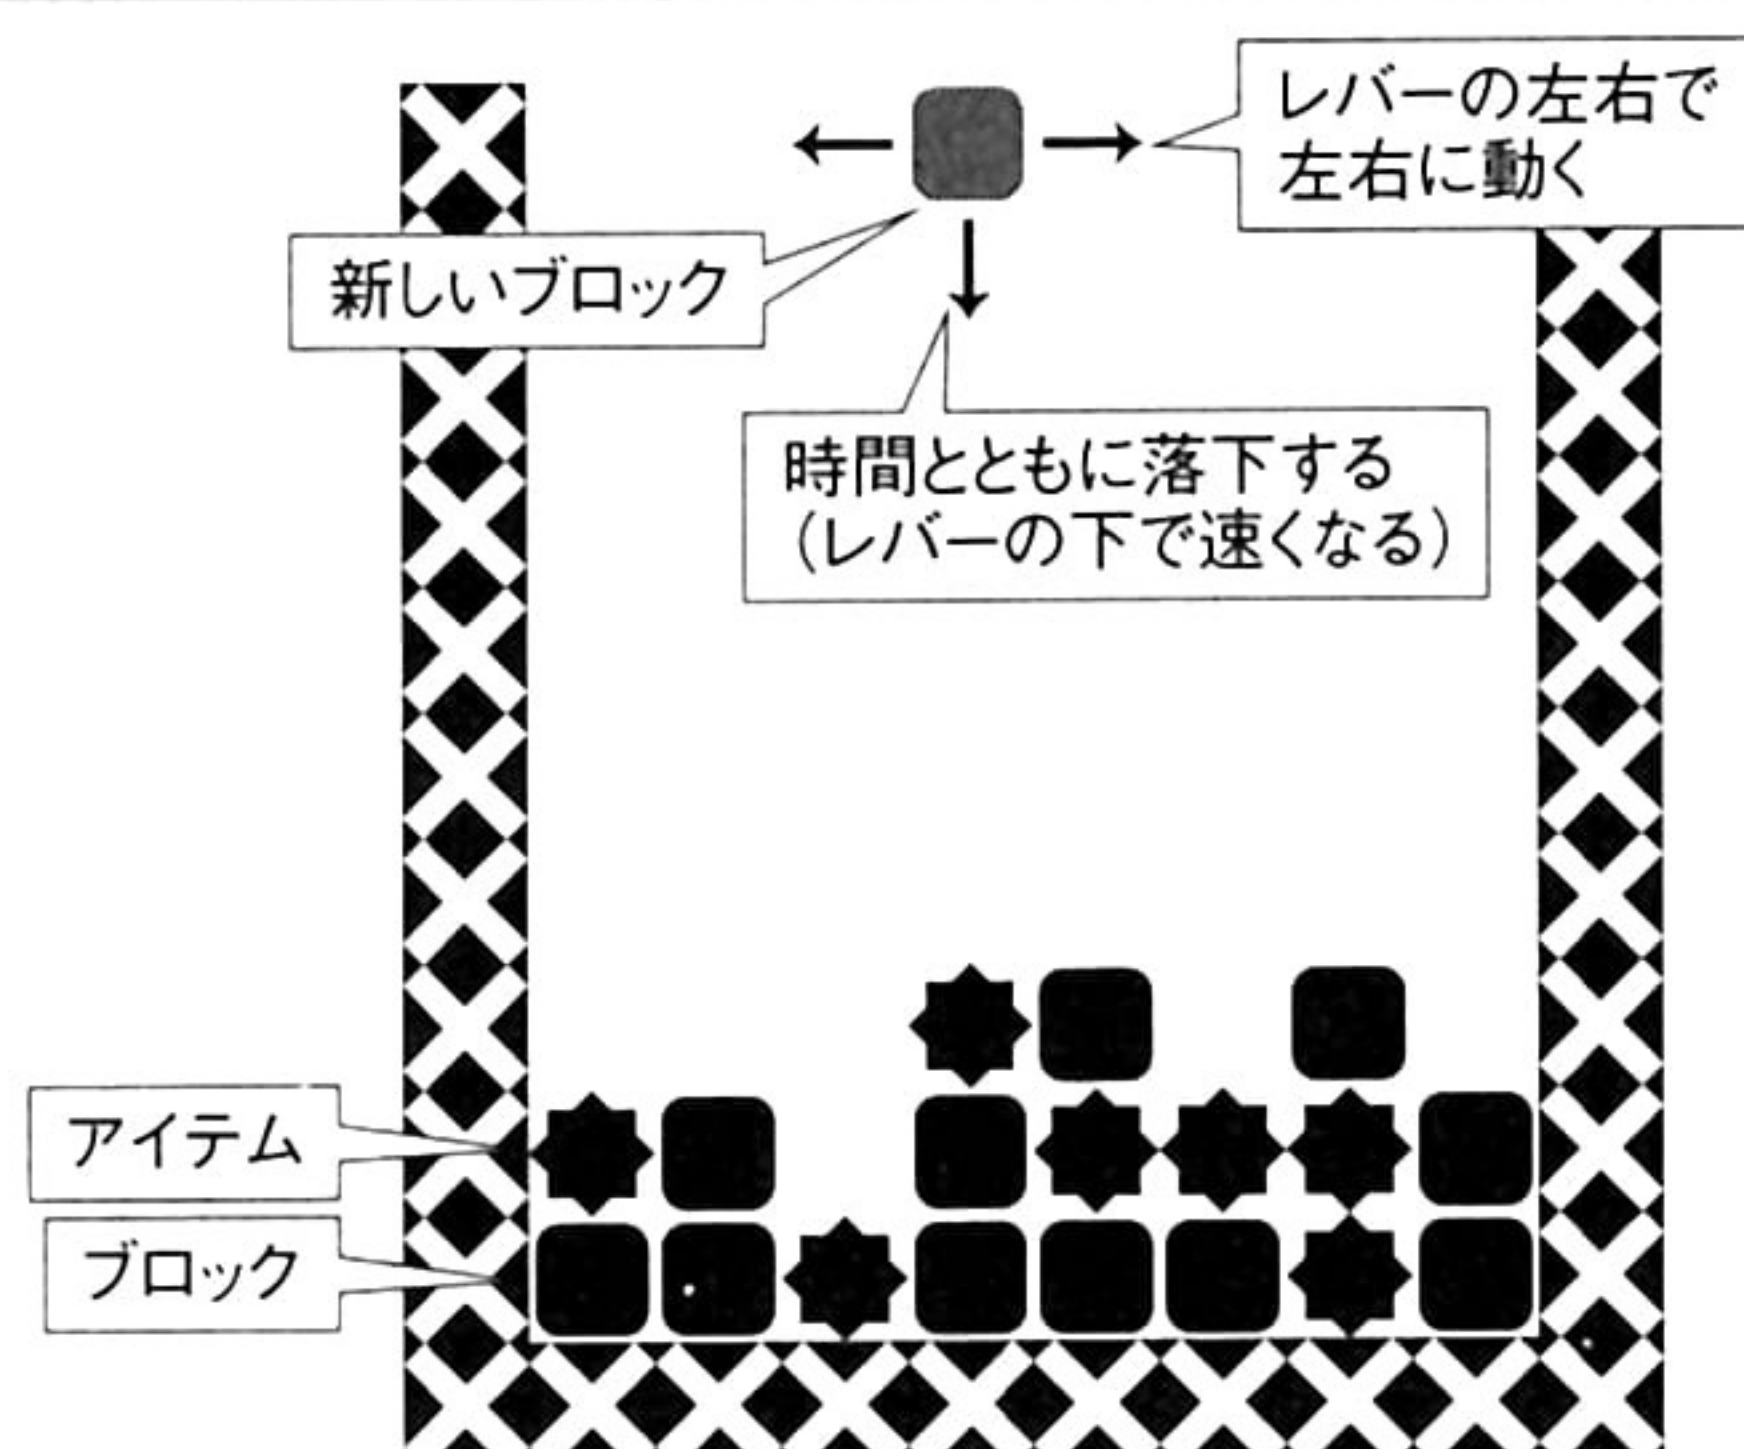 レバーの左右で
左右に動く
新しいブロック
時間とともに落下する
(レバーの下で速くなる)
アイテム
ブロック